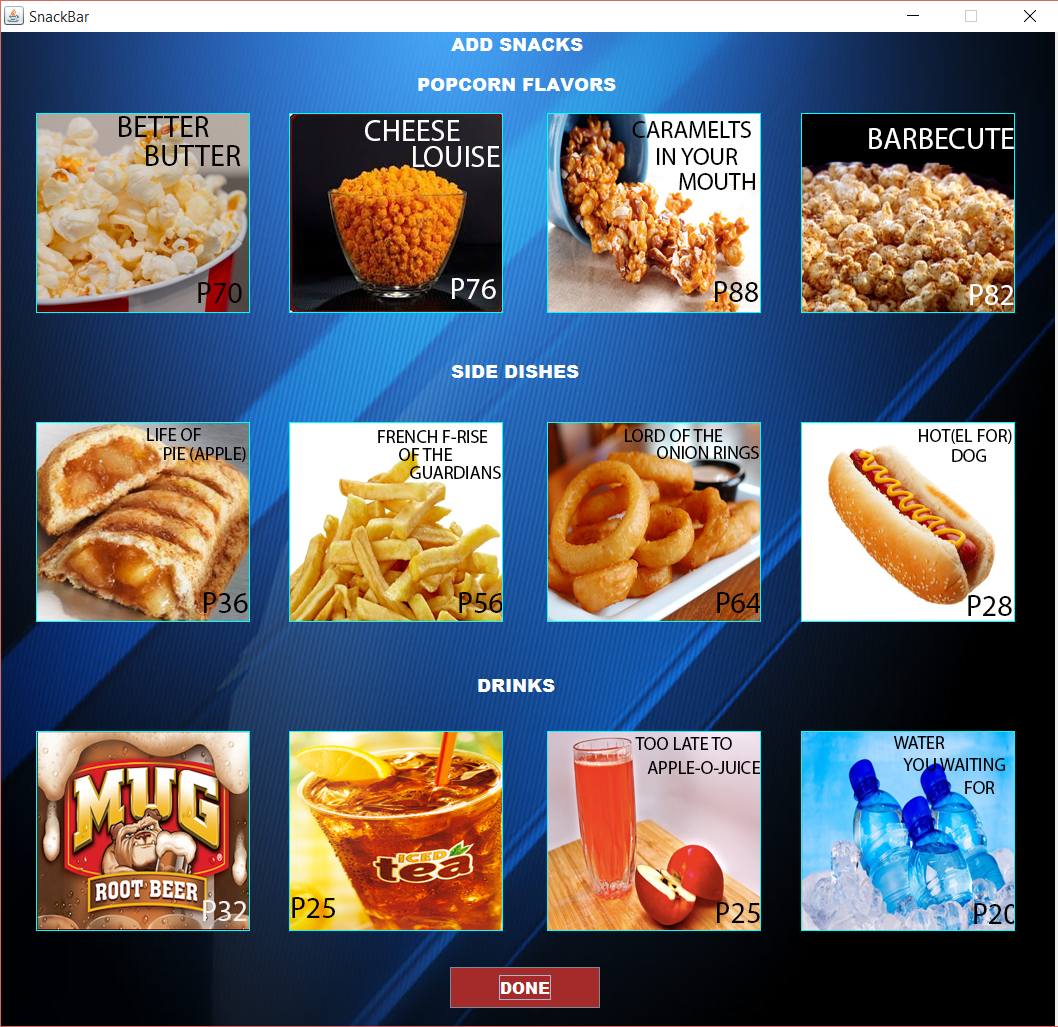 SnackBar
ADD SNACKS
POPCORN FLAVORS
BETTER
BUTTER
P70
CHEESE
LOUISE
P76
CARAMELTS
IN YOUR
MOUTH
P88
BARBECUTE
P82
SIDE DISHES
LIFE OF
PIE (APPLE)
P36
FRENCH F-RISE
OF THE
GUARDIANS
P56
LORD OF THE
ONION RINGS
P64
HOT(EL FOR)
DOG
P28
DRINKS
MUG
ROOT BEER
P32
ICED
tea
P25
TOO LATE TO
APPLE-O-JUICE
P25
WATER
YOU WAITING
FOR
P20
DONE